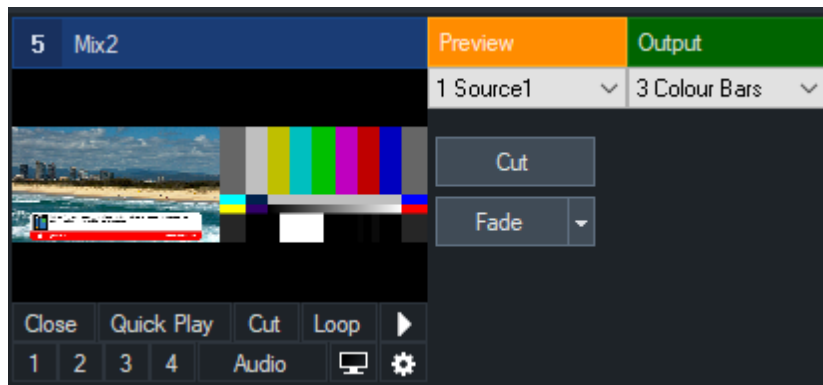 5 Mix2
Preview
Output
1 Source1
3 Colour Bars
Cut
Fade
Close Quick Play Cut Loop
1 2 3 4 Audio